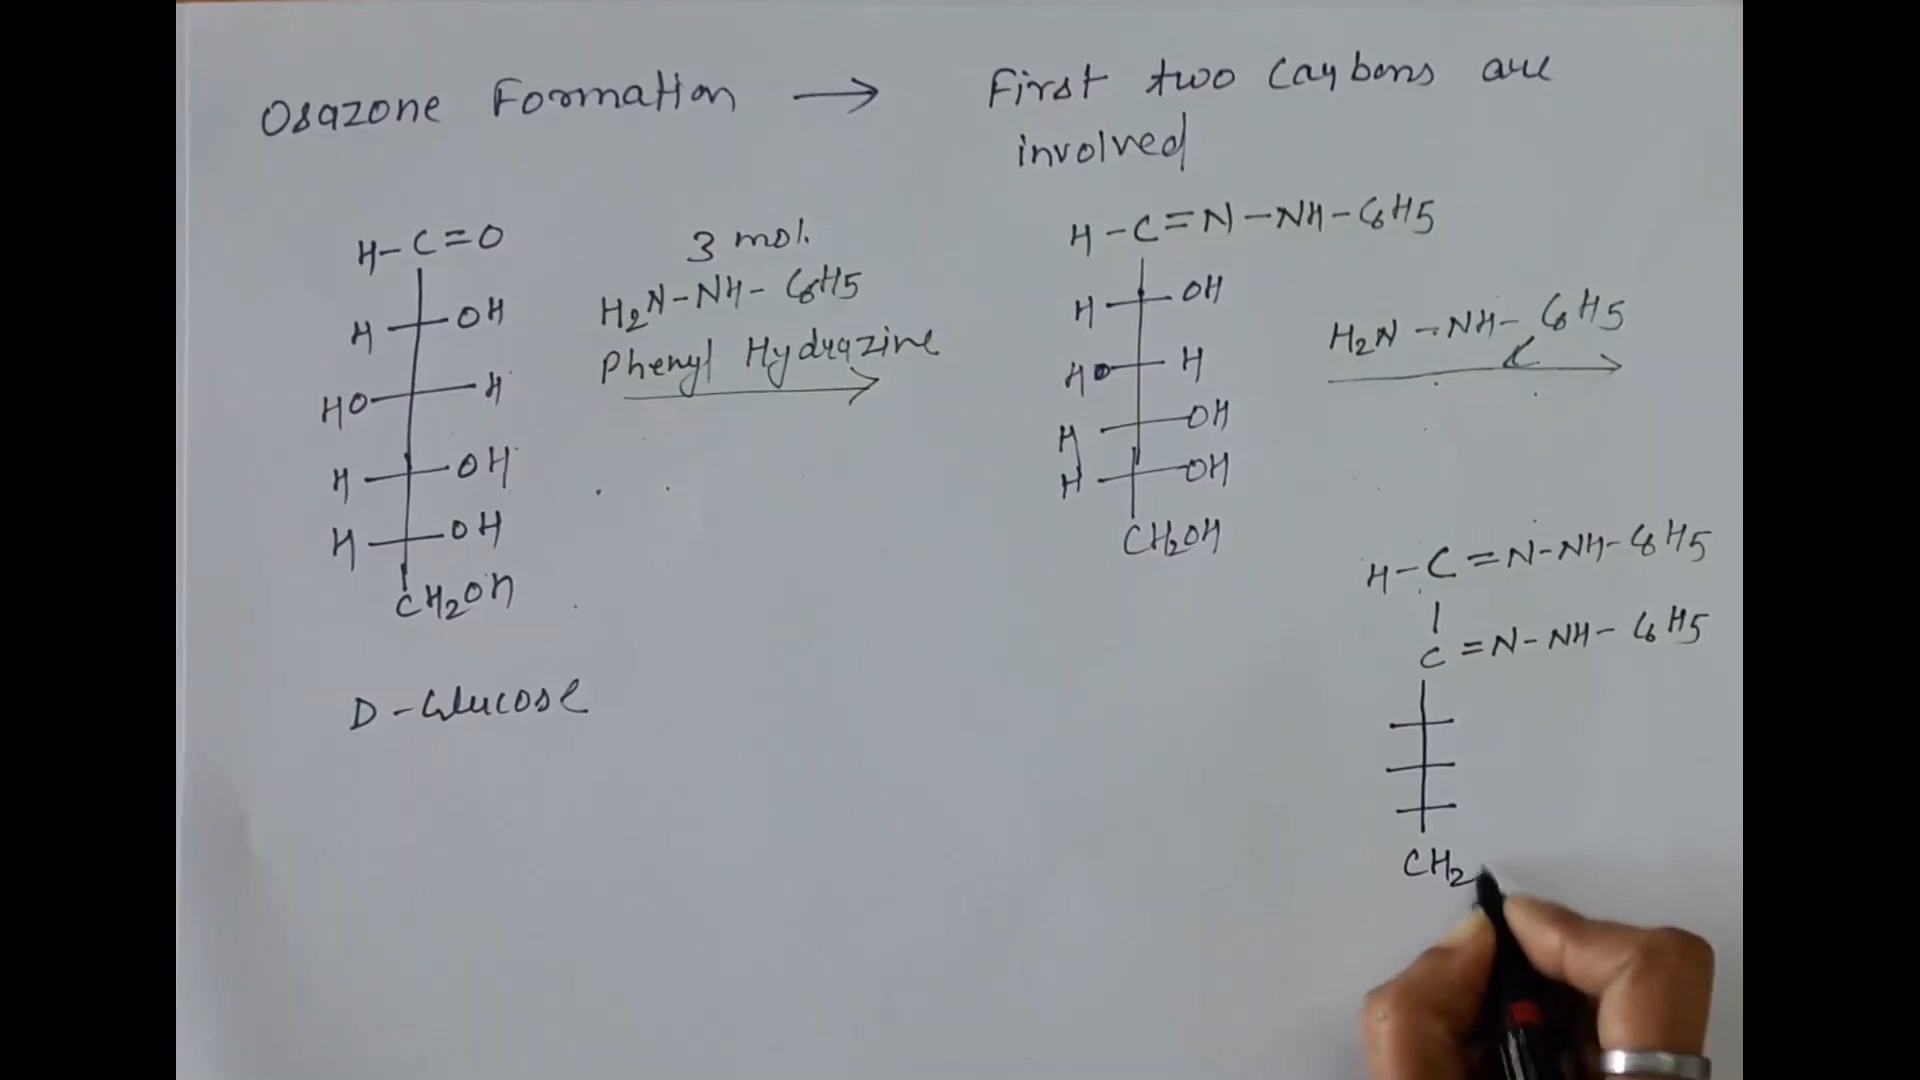 Osazone Formation → First two Carbons are
involved
H-C=O
H OH
HO H
H OH
H OH
CH2OH
D-Glucose
3 mol.
H2N-NH-C6H5
Phenyl Hydrazine
H-C=N-NH-C6H5
H OH
HO H
H OH
H OH
CH2OH
H2N-NH-C6H5
H-C=N-NH-C6H5
C=N-NH-C6H5
CH2